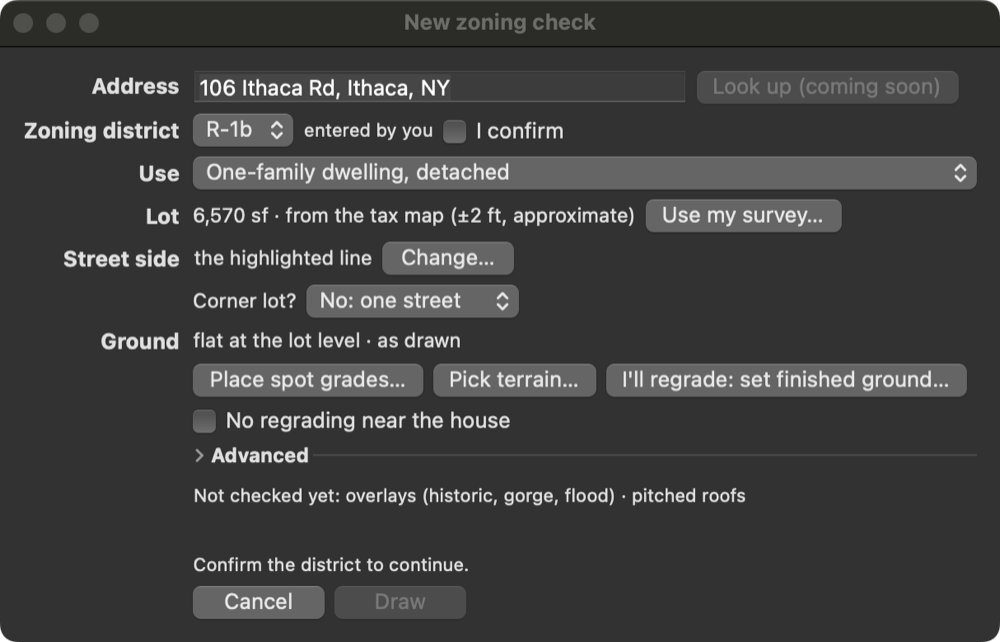 New zoning check
Address 106 Ithaca Rd, Ithaca, NY Look up (coming soon)
Zoning district R-1b entered by you I confirm
Use One-family dwelling, detached
Lot 6,570 sf · from the tax map (±2 ft, approximate) Use my survey...
Street side the highlighted line Change...
Corner lot? No: one street
Ground flat at the lot level · as drawn
Place spot grades... Pick terrain... I'll regrade: set finished ground...
No regrading near the house
Advanced
Not checked yet: overlays (historic, gorge, flood) · pitched roofs
Confirm the district to continue.
Cancel Draw